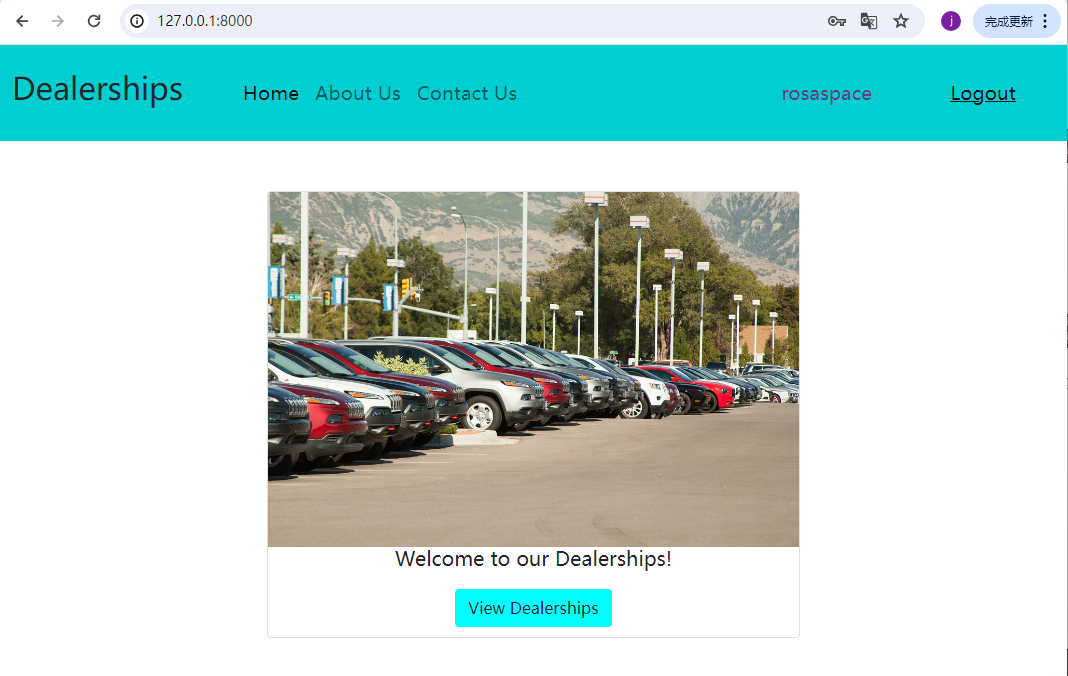 127.0.0.1:8000
j
完成更新
Dealerships
Home About Us Contact Us
rosaspace
Logout
Welcome to our Dealerships!
View Dealerships